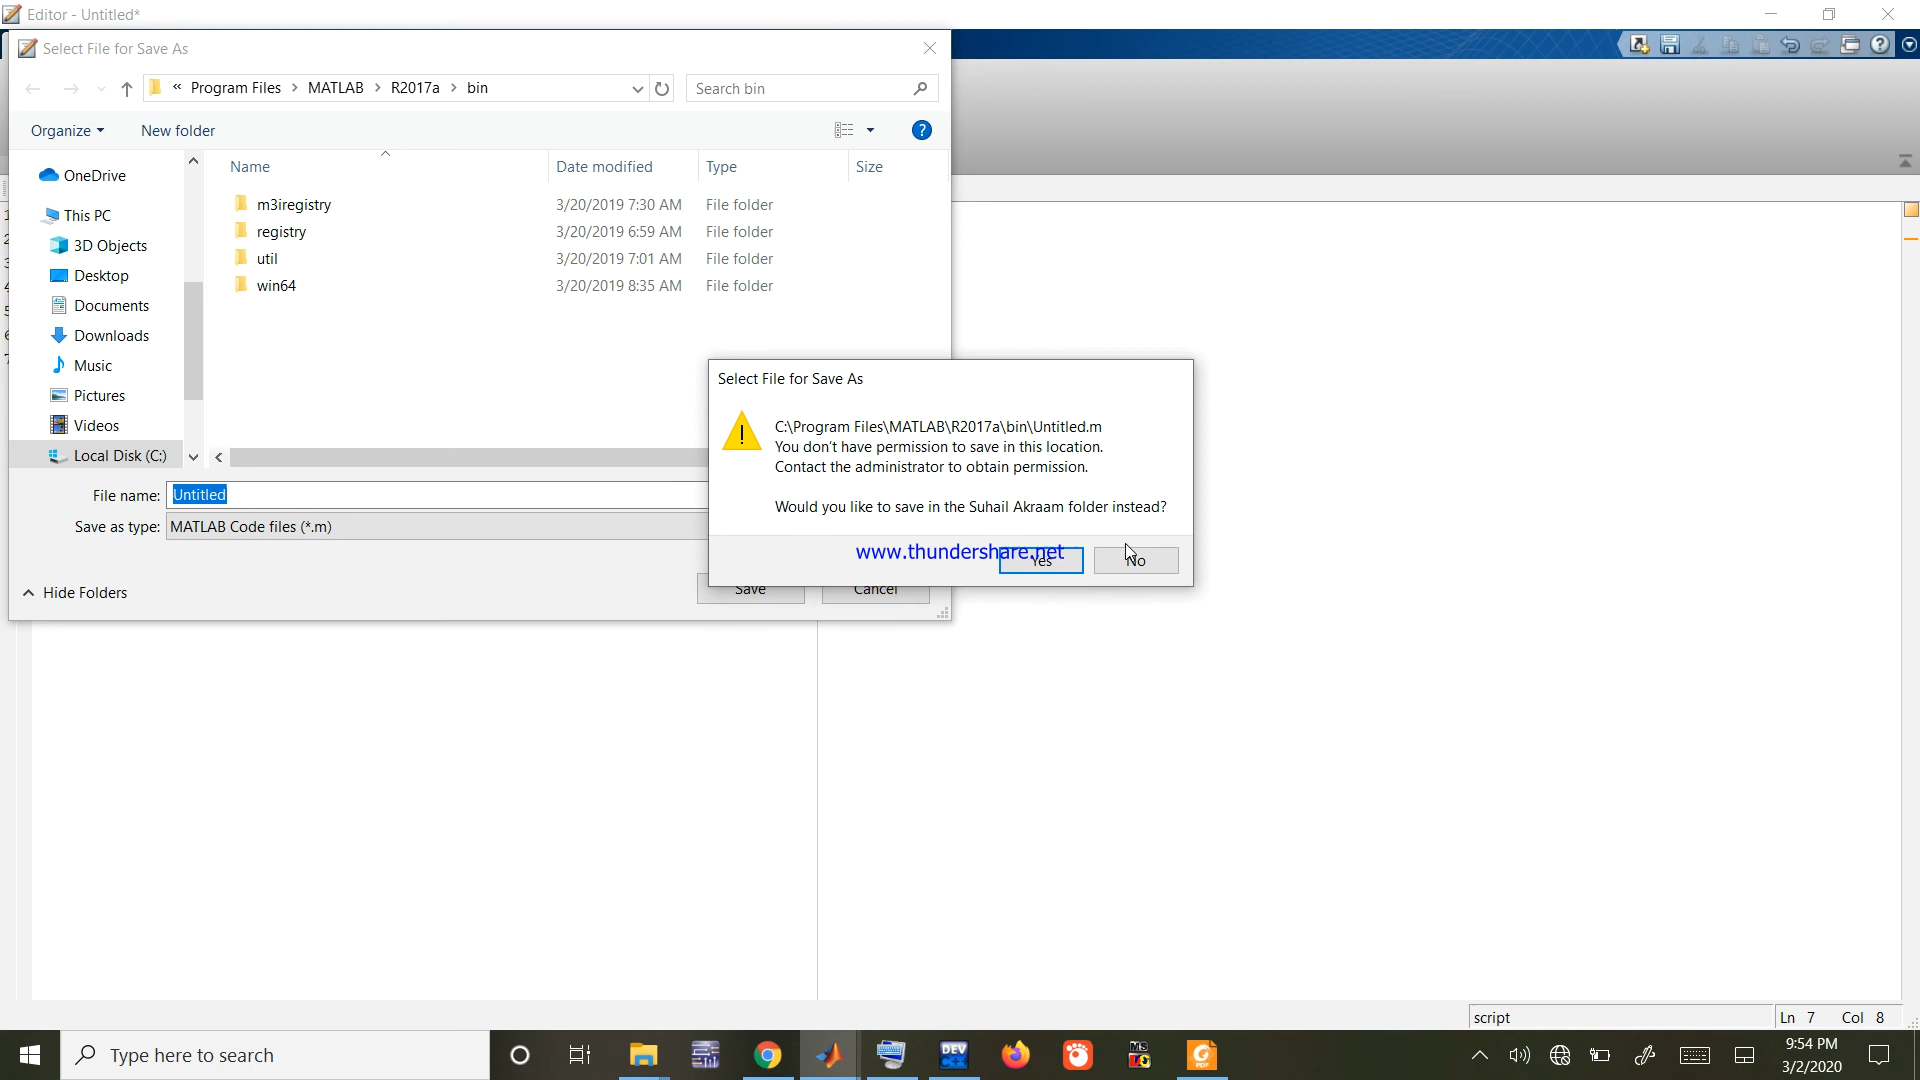 Editor - Untitled*
Select File for Save As
« Program Files > MATLAB > R2017a > bin
Search bin
Organize
New folder
Name
Date modified
Type
Size
OneDrive
This PC
3D Objects
Desktop
Documents
Downloads
Music
Pictures
Videos
Local Disk (C:)
m3iregistry 3/20/2019 7:30 AM File folder
registry 3/20/2019 6:59 AM File folder
util 3/20/2019 7:01 AM File folder
win64 3/20/2019 8:35 AM File folder
File name: Untitled
Save as type: MATLAB Code files (*.m)
Hide Folders
Save
Cancel
Select File for Save As
C:\Program Files\MATLAB\R2017a\bin\Untitled.m
You don't have permission to save in this location.
Contact the administrator to obtain permission.
Would you like to save in the Suhail Akraam folder instead?
www.thundershare.net
Yes
No
script
Ln 7 Col 8
Type here to search
DEV
MS
PDF
9:54 PM
3/2/2020